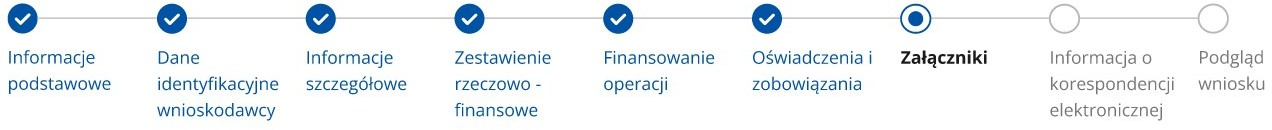 Informacje
podstawowe
Dane
identyfikacyjne
wnioskodawcy
Informacje
szczegółowe
Zestawienie
rzeczowo -
finansowe
Finansowanie
operacji
Oświadczenia i
zobowiązania
Załączniki
Informacja o
korespondencji
elektronicznej
Podgląd
wniosku